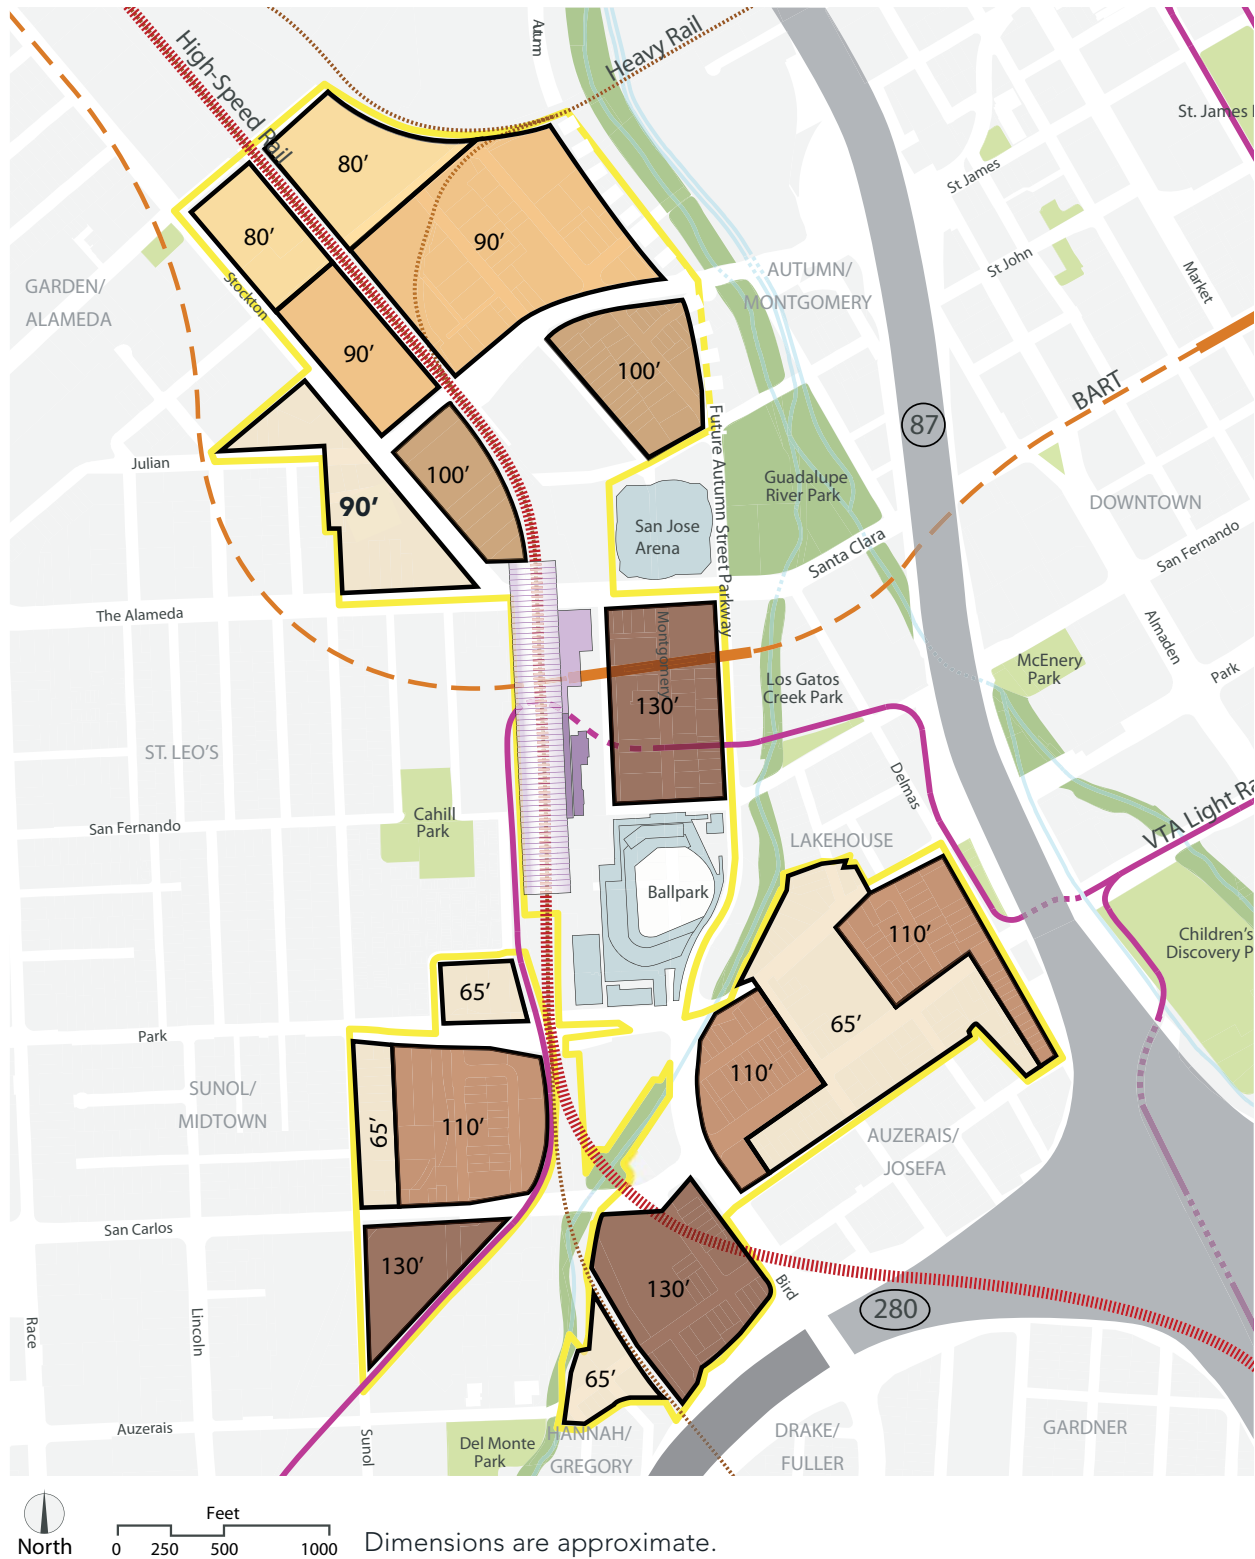 Autumn
High-Speed Rail
Heavy Rail
St. James
St James
80′
80′
90′
St John
Market
GARDEN/
ALAMEDA
Stockton
AUTUMN/
MONTGOMERY
90′
100′
BART
87
Future Autumn Street Parkway
Julian
100′
90′
Guadalupe
River Park
San Jose
Arena
DOWNTOWN
Santa Clara
San Fernando
The Alameda
Montgomery
Almaden
McEnery
Park
Park
Los Gatos
Creek Park
130′
ST. LEO'S
Delmas
San Fernando
Cahill
Park
VTA Light Ra
LAKEHOUSE
Ballpark
110′
Children's
Discovery P
65′
65′
Park
110′
SUNOL/
MIDTOWN
65′
110′
AUZERAIS/
JOSEFA
San Carlos
130′
130′
Bird
280
Race
Lincoln
65′
Auzerais
Sunol
Del Monte
Park
HANNAH/
GREGORY
DRAKE/
FULLER
GARDNER
North
Feet
0 250 500 1000
Dimensions are approximate.